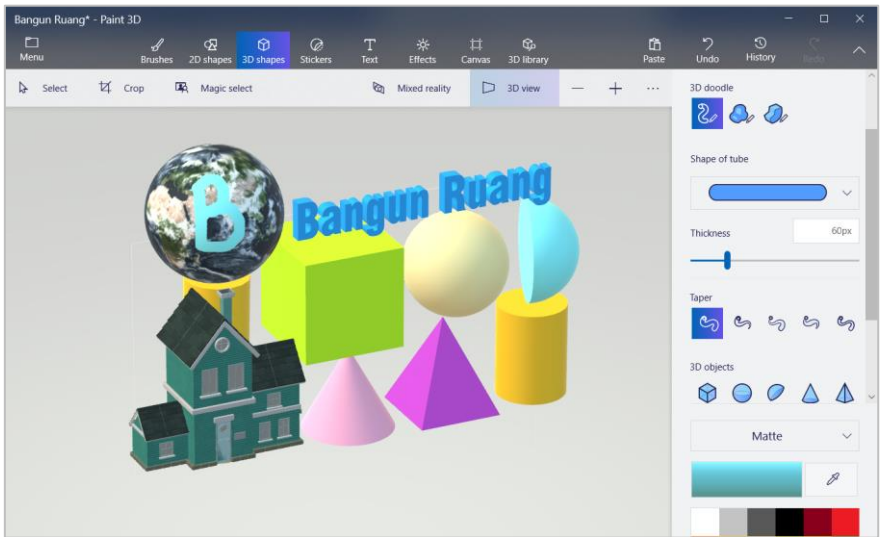 Bangun Ruang* - Paint 3D
Menu
Brushes
2D shapes
3D shapes
Stickers
Text
Effects
Canvas
3D library
Paste
Undo
History
Redo
Select
Crop
Magic select
Mixed reality
3D view
3D doodle
Shape of tube
Thickness
60px
Taper
3D objects
Matte
B
Bangun Ruang